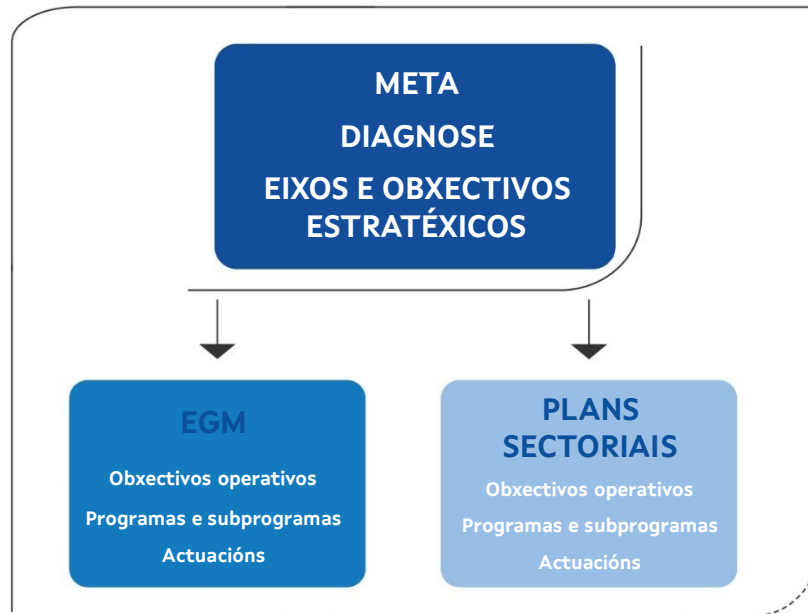 META
DIAGNOSE
EIXOS E OBXECTIVOS
ESTRATÉXICOS
EGM
Obxectivos operativos
Programas e subprogramas
Actuacións
PLANS
SECTORIAIS
Obxectivos operativos
Programas e subprogramas
Actuacións